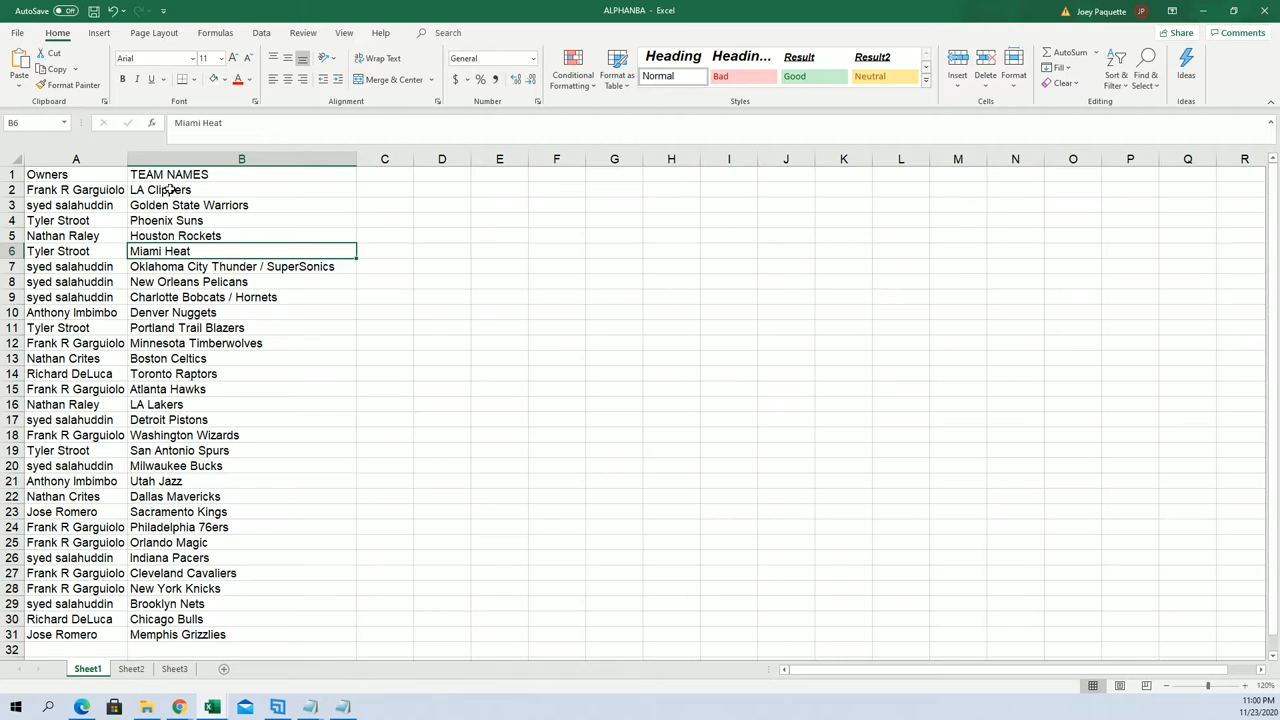 AutoSave Off ALPHANBA - Excel Joey Paquette JP
File Home Insert Page Layout Formulas Data Review View Help Search Share Comments
Paste Cut Copy Format Painter Clipboard
Arial 11 A A B I U A Font
Wrap Text Merge & Center Alignment
General $ % , Number
Conditional Formatting Format as Table
Heading Headin... Result Result2
Normal Bad Good Neutral
Styles
Insert Delete Format Cells
AutoSum Fill Clear Sort & Filter Find & Select Editing
Ideas Ideas
B6 fx Miami Heat
A B C D E F G H I J K L M N O P Q R
1 Owners TEAM NAMES
2 Frank R Garguiolo LA Clippers
3 syed salahuddin Golden State Warriors
4 Tyler Stroot Phoenix Suns
5 Nathan Raley Houston Rockets
6 Tyler Stroot Miami Heat
7 syed salahuddin Oklahoma City Thunder / SuperSonics
8 syed salahuddin New Orleans Pelicans
9 syed salahuddin Charlotte Bobcats / Hornets
10 Anthony Imbimbo Denver Nuggets
11 Tyler Stroot Portland Trail Blazers
12 Frank R Garguiolo Minnesota Timberwolves
13 Nathan Crites Boston Celtics
14 Richard DeLuca Toronto Raptors
15 Frank R Garguiolo Atlanta Hawks
16 Nathan Raley LA Lakers
17 syed salahuddin Detroit Pistons
18 Frank R Garguiolo Washington Wizards
19 Tyler Stroot San Antonio Spurs
20 syed salahuddin Milwaukee Bucks
21 Anthony Imbimbo Utah Jazz
22 Nathan Crites Dallas Mavericks
23 Jose Romero Sacramento Kings
24 Frank R Garguiolo Philadelphia 76ers
25 Frank R Garguiolo Orlando Magic
26 syed salahuddin Indiana Pacers
27 Frank R Garguiolo Cleveland Cavaliers
28 Frank R Garguiolo New York Knicks
29 syed salahuddin Brooklyn Nets
30 Richard DeLuca Chicago Bulls
31 Jose Romero Memphis Grizzlies
32
Sheet1 Sheet2 Sheet3
120%
11:00 PM
11/23/2020